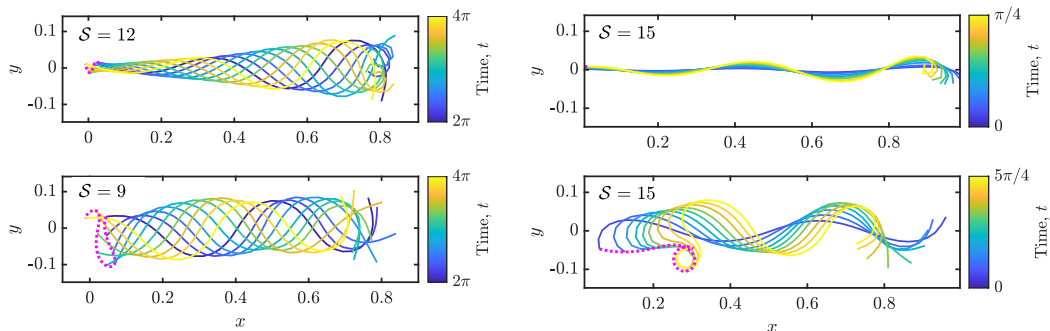 0.1
0
-0.1
y
S = 12
0 0.2 0.4 0.6 0.8
4π
2π
Time, t
0.1
0
-0.1
y
S = 15
0.2 0.4 0.6 0.8
π/4
0
Time, t
0.1
0
-0.1
y
S = 9
0 0.2 0.4 0.6 0.8
x
4π
2π
Time, t
0.1
0
-0.1
y
S = 15
0.2 0.4 0.6 0.8
x
5π/4
0
Time, t